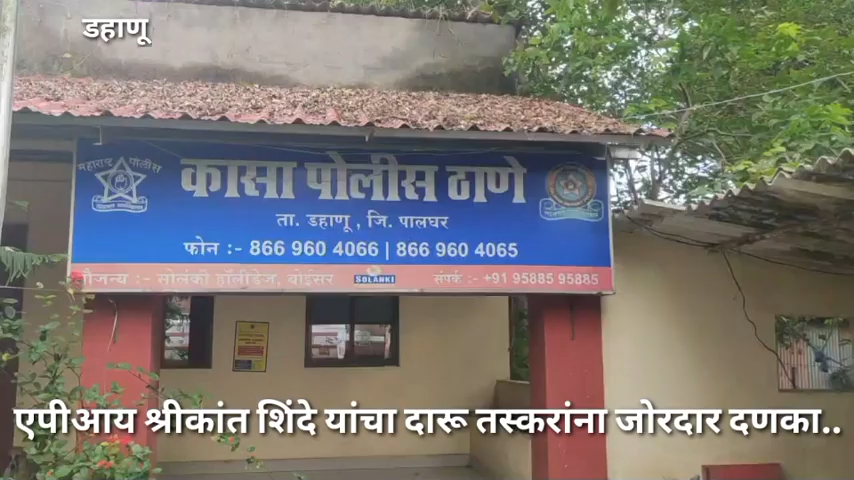 डहाणू
महाराष्ट्र पोलीस
कासा पोलीस ठाणे
ता. डहाणू , जि. पालघर
फोन :- 866 960 4066 | 866 960 4065
सौजन्य :- सोलंकी हॉलीडेज, बोईसर SOLANKI संपर्क :- +91 95885 95885
एपीआय श्रीकांत शिंदे यांचा दारू तस्करांना जोरदार दणका..